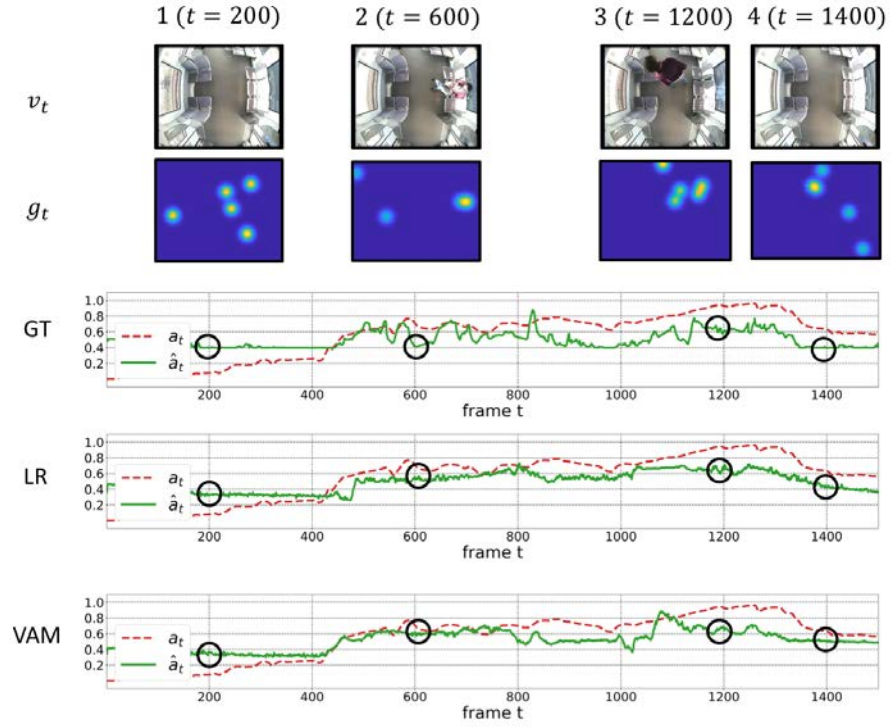 1 (t = 200) 2 (t = 600) 3 (t = 1200) 4 (t = 1400)
v_t
g_t
GT
1.0
0.8
0.6
0.4
0.2
a_t
â_t
200 400 600 800 1000 1200 1400
frame t
LR
1.0
0.8
0.6
0.4
0.2
a_t
â_t
200 400 600 800 1000 1200 1400
frame t
VAM
1.0
0.8
0.6
0.4
0.2
a_t
â_t
200 400 600 800 1000 1200 1400
frame t